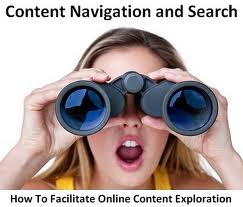 Content Navigation and Search
How To Facilitate Online Content Exploration